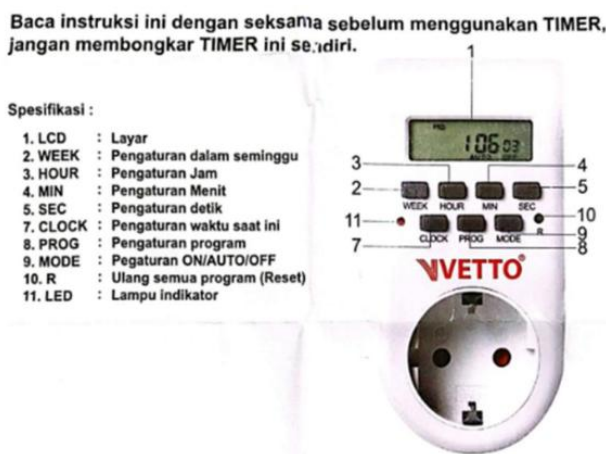 Baca instruksi ini dengan seksama sebelum menggunakan TIMER,
jangan membongkar TIMER ini sendiri.
Spesifikasi :
1. LCD : Layar
2. WEEK : Pengaturan dalam seminggu
3. HOUR : Pengaturan Jam
4. MIN : Pengaturan Menit
5. SEC : Pengaturan detik
7. CLOCK : Pengaturan waktu saat ini
8. PROG : Pengaturan program
9. MODE : Pegaturan ON/AUTO/OFF
10. R : Ulang semua program (Reset)
11. LED : Lampu indikator
1
3
4
2
5
WEEK HOUR MIN SEC
11
10
R
CLOCK PROG MODE
7
9
8
VVETTO®